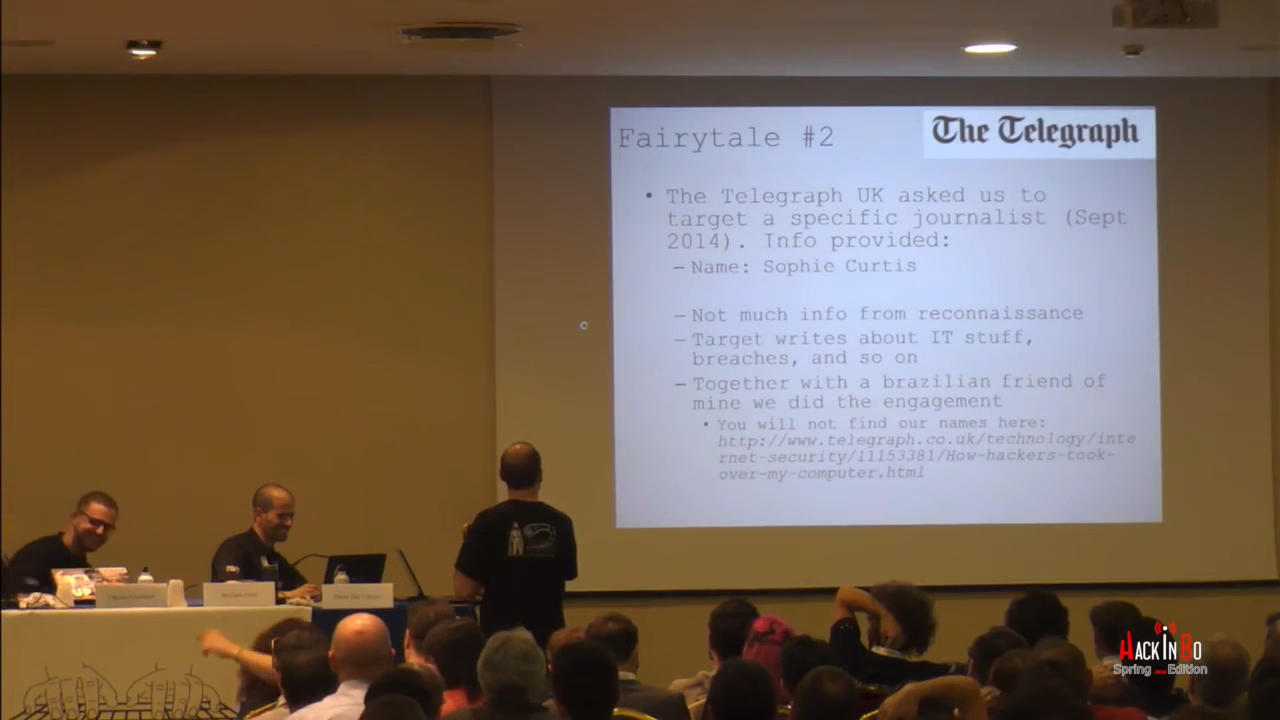 Fairytale #2
The Telegraph
• The Telegraph UK asked us to
target a specific journalist (Sept
2014). Info provided:
– Name: Sophie Curtis
– Not much info from reconnaissance
– Target writes about IT stuff,
breaches, and so on
– Together with a brazilian friend of
mine we did the engagement
• You will not find our names here:
http://www.telegraph.co.uk/technology/inte
rnet-security/11153381/How-hackers-took-
over-my-computer.html
HackInBo
Spring Edition